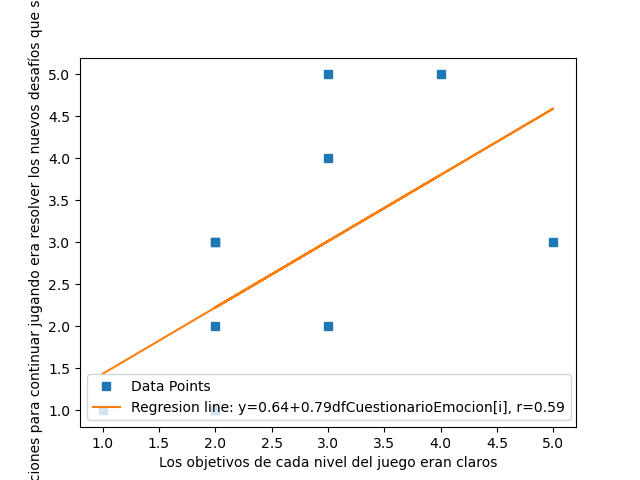 ciones para continuar jugando era resolver los nuevos desafíos que s
5.0
4.5
4.0
3.5
3.0
2.5
2.0
1.5
1.0
Data Points
Regresion line: y=0.64+0.79dfCuestionarioEmocion[i], r=0.59
1.0 1.5 2.0 2.5 3.0 3.5 4.0 4.5 5.0
Los objetivos de cada nivel del juego eran claros